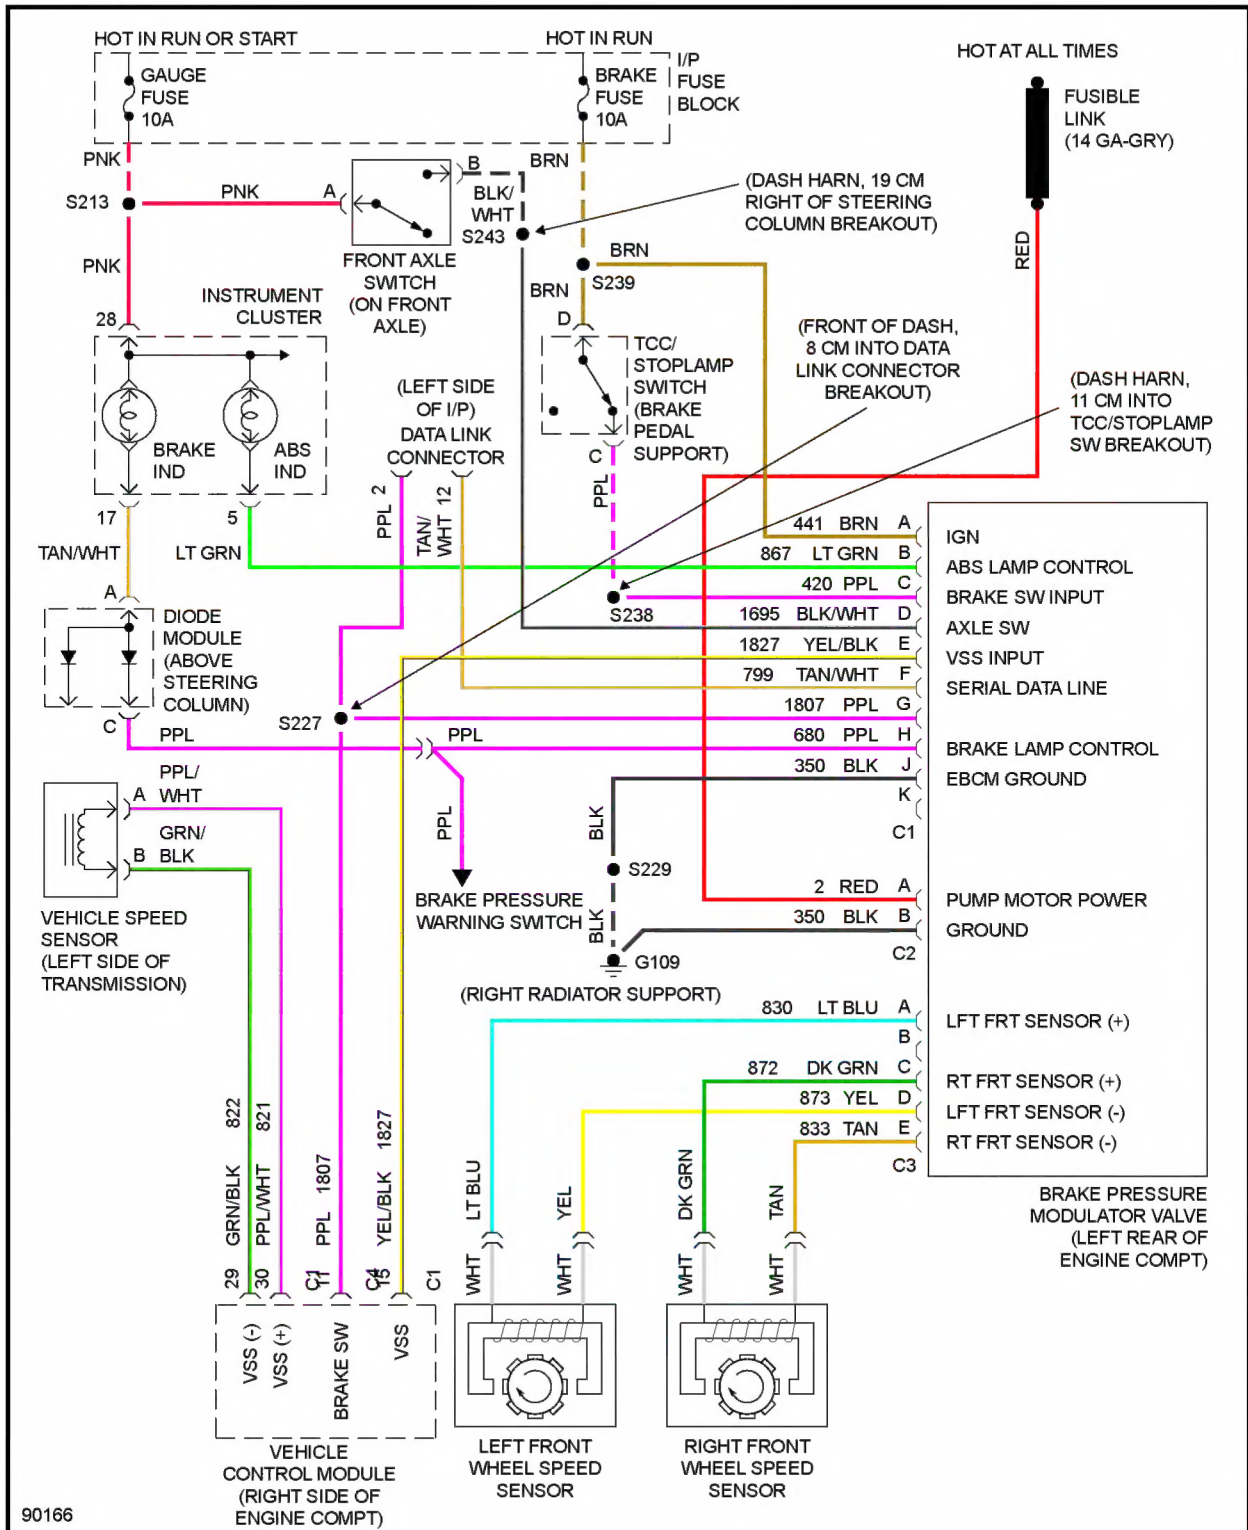 HOT IN RUN OR START
HOT IN RUN
HOT AT ALL TIMES
GAUGE
FUSE
10A
BRAKE
FUSE
10A
I/P
FUSE
BLOCK
FUSIBLE
LINK
(14 GA-GRY)
PNK
S213
PNK
A
B
BLK/
WHT
S243
BRN
(DASH HARN, 19 CM
RIGHT OF STEERING
COLUMN BREAKOUT)
RED
PNK
FRONT AXLE
SWITCH
(ON FRONT
AXLE)
BRN
S239
BRN
D
INSTRUMENT
CLUSTER
28
BRAKE
IND
ABS
IND
17
5
TAN/WHT
LT GRN
TCC/
STOPLAMP
SWITCH
(BRAKE
PEDAL
SUPPORT)
C
PPL
(FRONT OF DASH,
8 CM INTO DATA
LINK CONNECTOR
BREAKOUT)
(DASH HARN,
11 CM INTO
TCC/STOPLAMP
SW BREAKOUT)
(LEFT SIDE
OF I/P)
DATA LINK
CONNECTOR
PPL 2
TAN/
WHT 12
A
DIODE
MODULE
(ABOVE
STEERING
COLUMN)
C
PPL
S227
S238
PPL
441 BRN A IGN
867 LT GRN B ABS LAMP CONTROL
420 PPL C BRAKE SW INPUT
1695 BLK/WHT D AXLE SW
1827 YEL/BLK E VSS INPUT
799 TAN/WHT F SERIAL DATA LINE
1807 PPL G
680 PPL H BRAKE LAMP CONTROL
350 BLK J EBCM GROUND
K
C1
PPL
BRAKE PRESSURE
WARNING SWITCH
BLK
S229
BLK
G109
(RIGHT RADIATOR SUPPORT)
2 RED A PUMP MOTOR POWER
350 BLK B GROUND
C2
A
PPL/
WHT
B
GRN/
BLK
VEHICLE SPEED
SENSOR
(LEFT SIDE OF
TRANSMISSION)
830 LT BLU A LFT FRT SENSOR (+)
B
872 DK GRN C RT FRT SENSOR (+)
873 YEL D LFT FRT SENSOR (-)
833 TAN E RT FRT SENSOR (-)
C3
BRAKE PRESSURE
MODULATOR VALVE
(LEFT REAR OF
ENGINE COMPT)
GRN/BLK 822
PPL/WHT 821
PPL 1807
YEL/BLK 1827
29
30
C1
11
C4
15
C1
VSS (-)
VSS (+)
BRAKE SW
VSS
VEHICLE
CONTROL MODULE
(RIGHT SIDE OF
ENGINE COMPT)
LT BLU
YEL
DK GRN
TAN
WHT
WHT
WHT
WHT
LEFT FRONT
WHEEL SPEED
SENSOR
RIGHT FRONT
WHEEL SPEED
SENSOR
90166